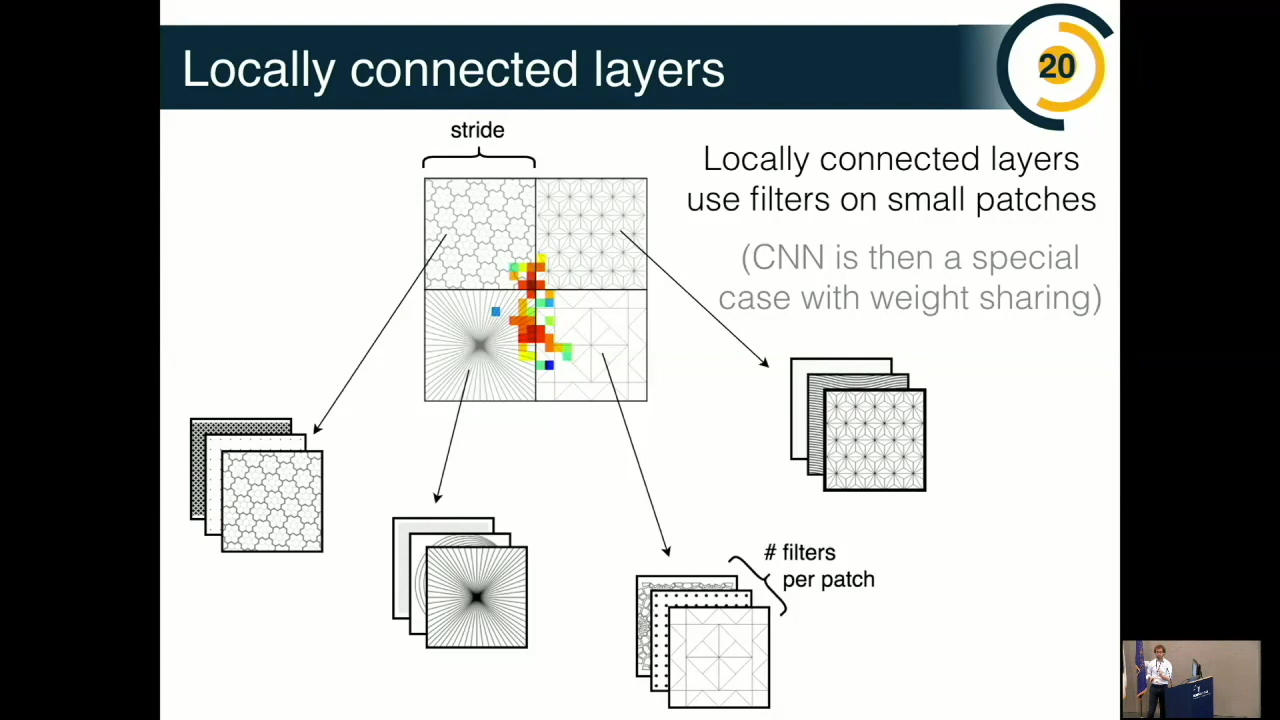 Locally connected layers
20
stride
Locally connected layers
use filters on small patches
(CNN is then a special
case with weight sharing)
# filters
per patch